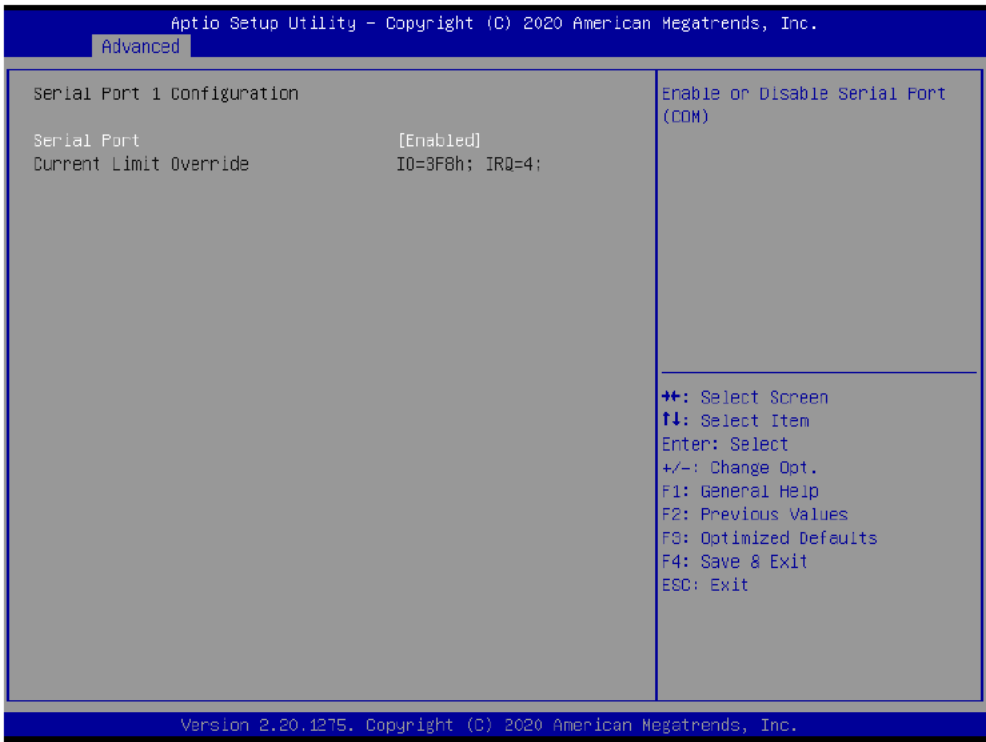 Aptio Setup Utility – Copyright (C) 2020 American Megatrends, Inc.
Advanced
Serial Port 1 Configuration
Serial Port [Enabled]
Current Limit Override IO=3F8h; IRQ=4;
Enable or Disable Serial Port
(COM)
→←: Select Screen
↑↓: Select Item
Enter: Select
+/-: Change Opt.
F1: General Help
F2: Previous Values
F3: Optimized Defaults
F4: Save & Exit
ESC: Exit
Version 2.20.1275. Copyright (C) 2020 American Megatrends, Inc.